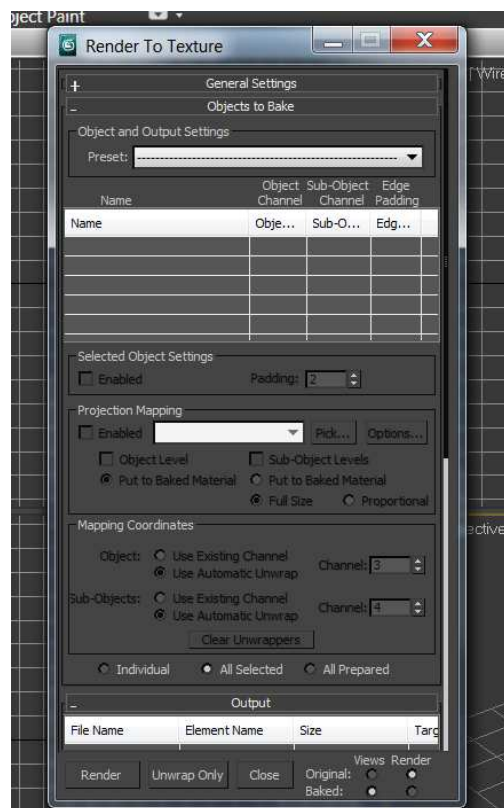 oject Paint
Render To Texture
[ Wire
+ General Settings
- Objects to Bake
Object and Output Settings
Preset: -----------------------------------------------------------
Name Object Channel Sub-Object Channel Edge Padding
Name Obje... Sub-O... Edg...
Selected Object Settings
Enabled Padding: 2
Projection Mapping
Enabled Pick... Options...
Object Level Sub-Object Levels
Put to Baked Material Put to Baked Material
Full Size Proportional
ective
Mapping Coordinates
Object: Use Existing Channel
Use Automatic Unwrap Channel: 3
Sub-Objects: Use Existing Channel
Use Automatic Unwrap Channel: 4
Clear Unwrappers
Individual All Selected All Prepared
- Output
File Name Element Name Size Targ
Views Render
Render Unwrap Only Close Original:
Baked: